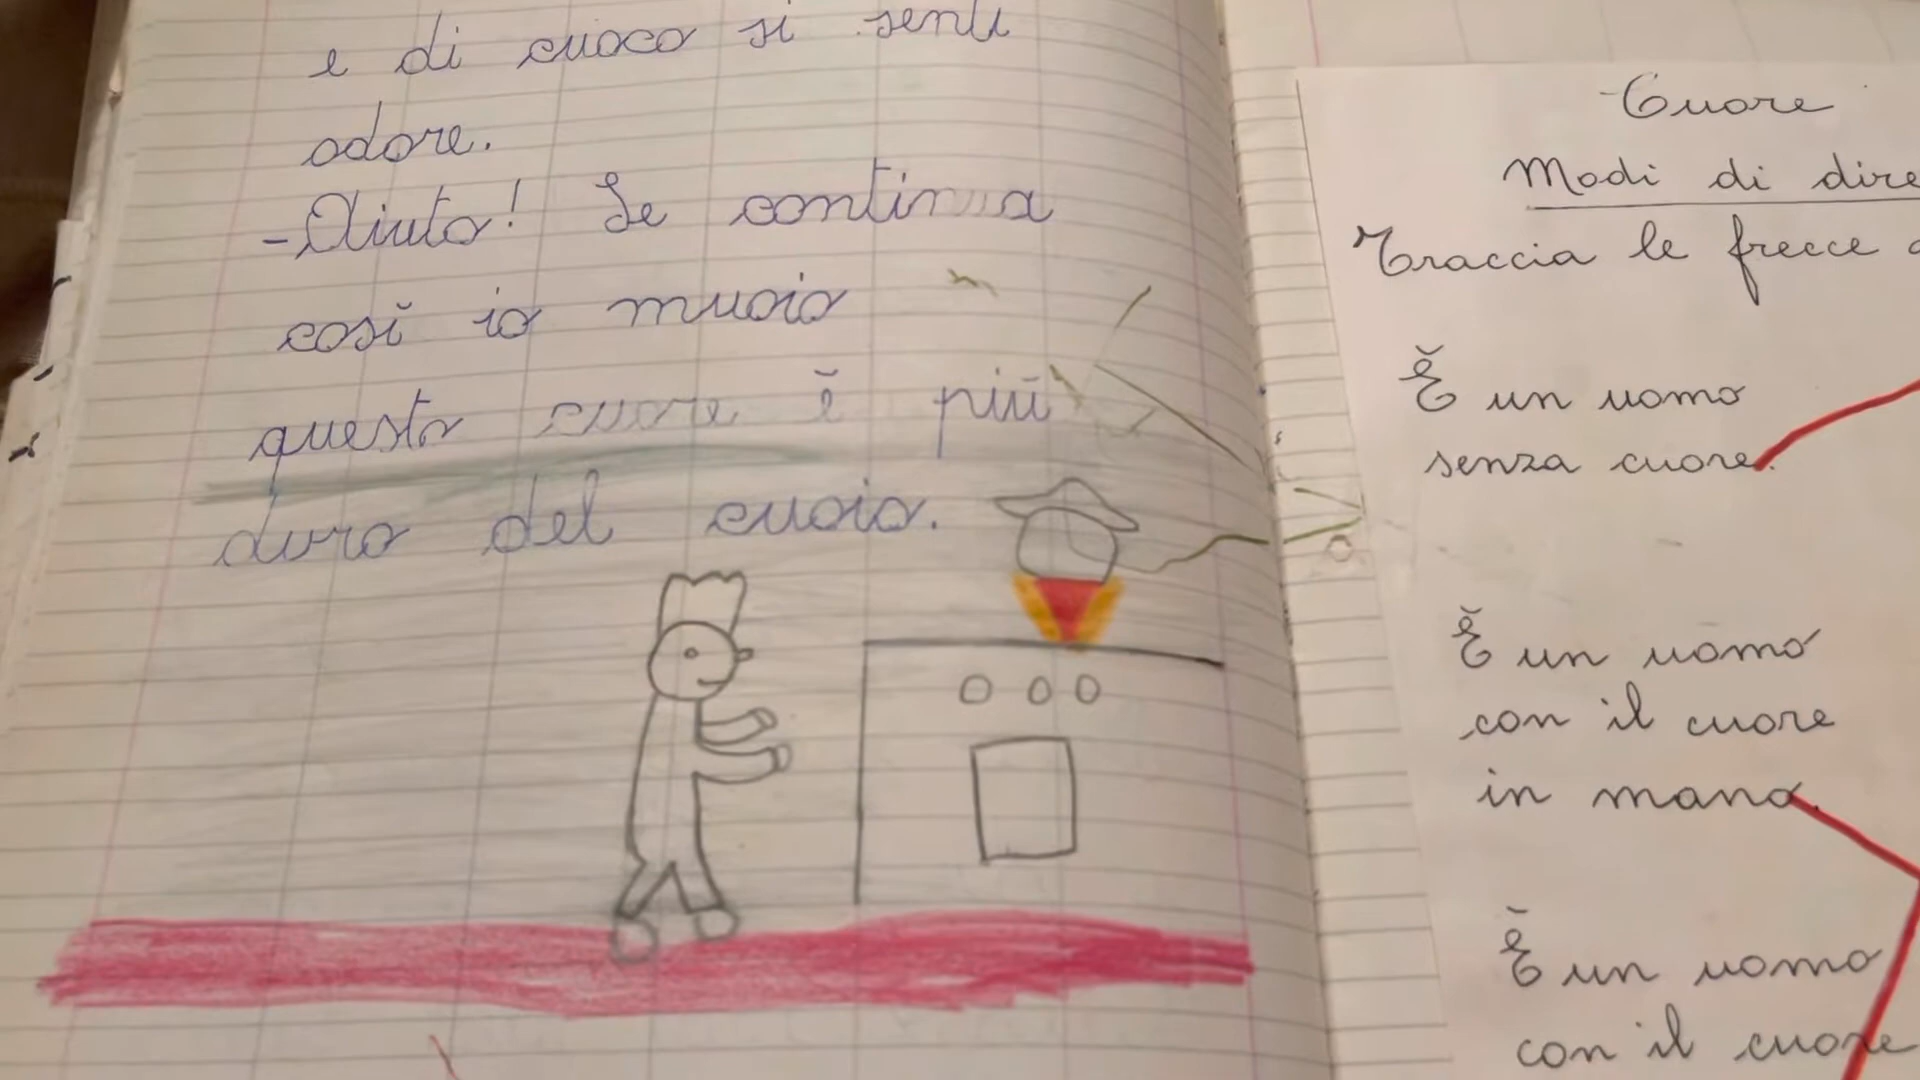 e di cuoco si sentì
odore.
- Aiuto! Se continua
così io muoio
questo cuore è più
duro del cuoio.
Cuore
Modi di dire
Traccia le frecce
È un uomo
senza cuore.
È un uomo
con il cuore
in mano.
È un uomo
con il cuore